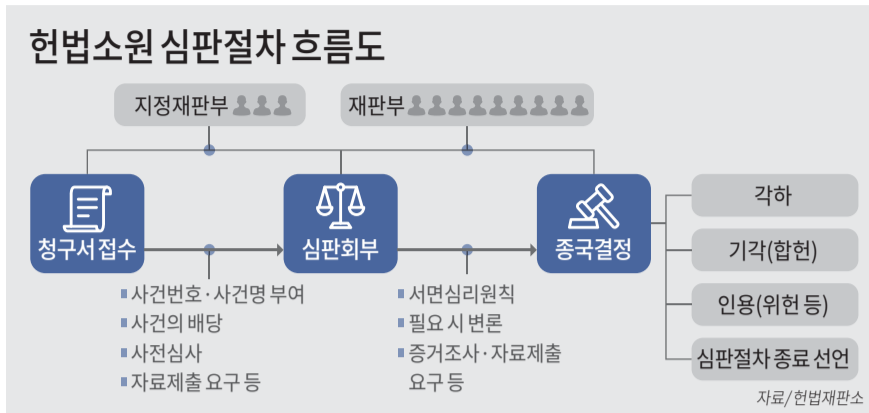 헌법소원 심판절차 흐름도
지정재판부
재판부
청구서 접수
심판회부
종국결정
사건번호·사건명 부여
사건의 배당
사전심사
자료제출 요구 등
서면심리원칙
필요 시 변론
증거조사·자료제출
요구 등
각하
기각(합헌)
인용(위헌 등)
심판절차 종료 선언
자료/헌법재판소